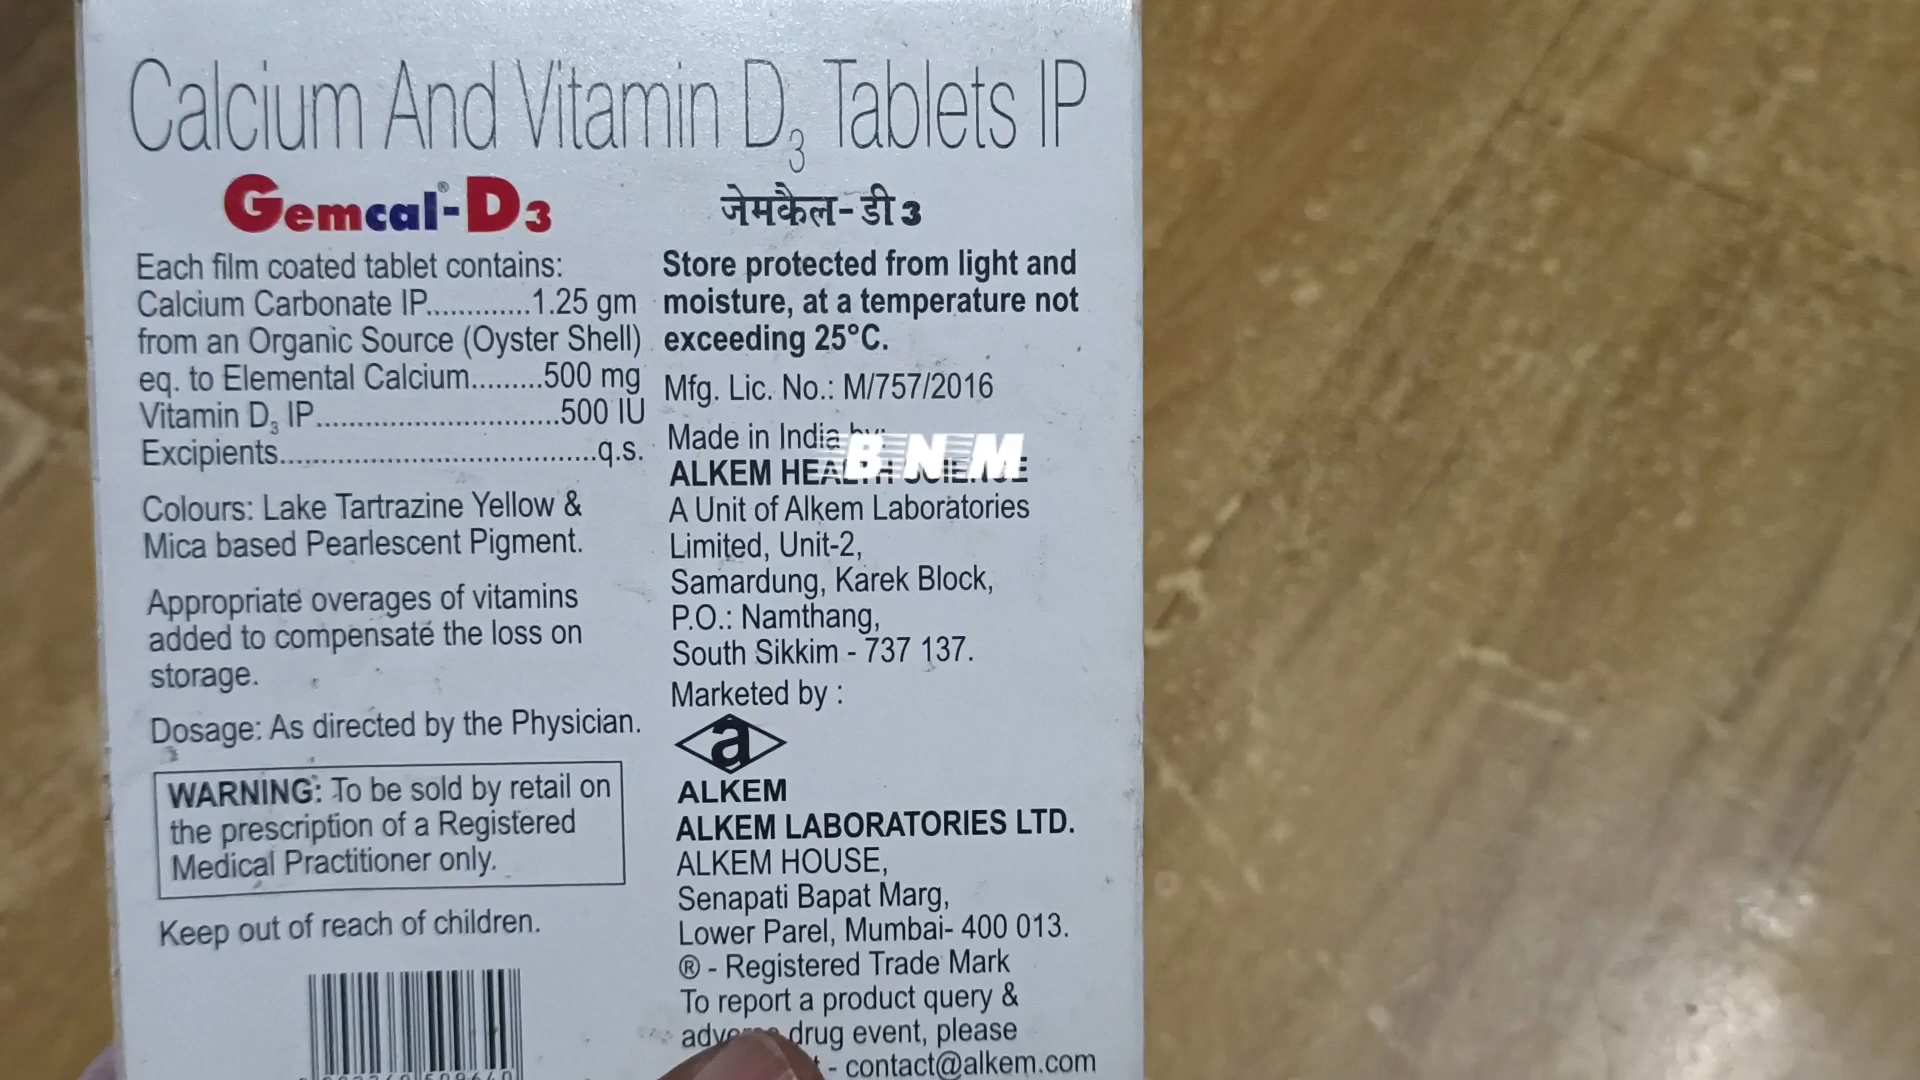 Calcium And Vitamin D3 Tablets IP
Gemcal®-D3
Each film coated tablet contains:
Calcium Carbonate IP.............1.25 gm
from an Organic Source (Oyster Shell)
eq. to Elemental Calcium.........500 mg
Vitamin D3 IP..............................500 IU
Excipients.......................................q.s.
Colours: Lake Tartrazine Yellow &
Mica based Pearlescent Pigment.
Appropriate overages of vitamins
added to compensate the loss on
storage.
Dosage: As directed by the Physician.
WARNING: To be sold by retail on
the prescription of a Registered
Medical Practitioner only.
Keep out of reach of children.
जेमकैल-डी 3
Store protected from light and
moisture, at a temperature not
exceeding 25°C.
Mfg. Lic. No.: M/757/2016
Made in India by:
BNM
ALKEM HEALTH SCIENCE
A Unit of Alkem Laboratories
Limited, Unit-2,
Samardung, Karek Block,
P.O.: Namthang,
South Sikkim - 737 137.
Marketed by :
a
ALKEM
ALKEM LABORATORIES LTD.
ALKEM HOUSE,
Senapati Bapat Marg,
Lower Parel, Mumbai- 400 013.
® - Registered Trade Mark
To report a product query &
adverse drug event, please
- contact@alkem.com